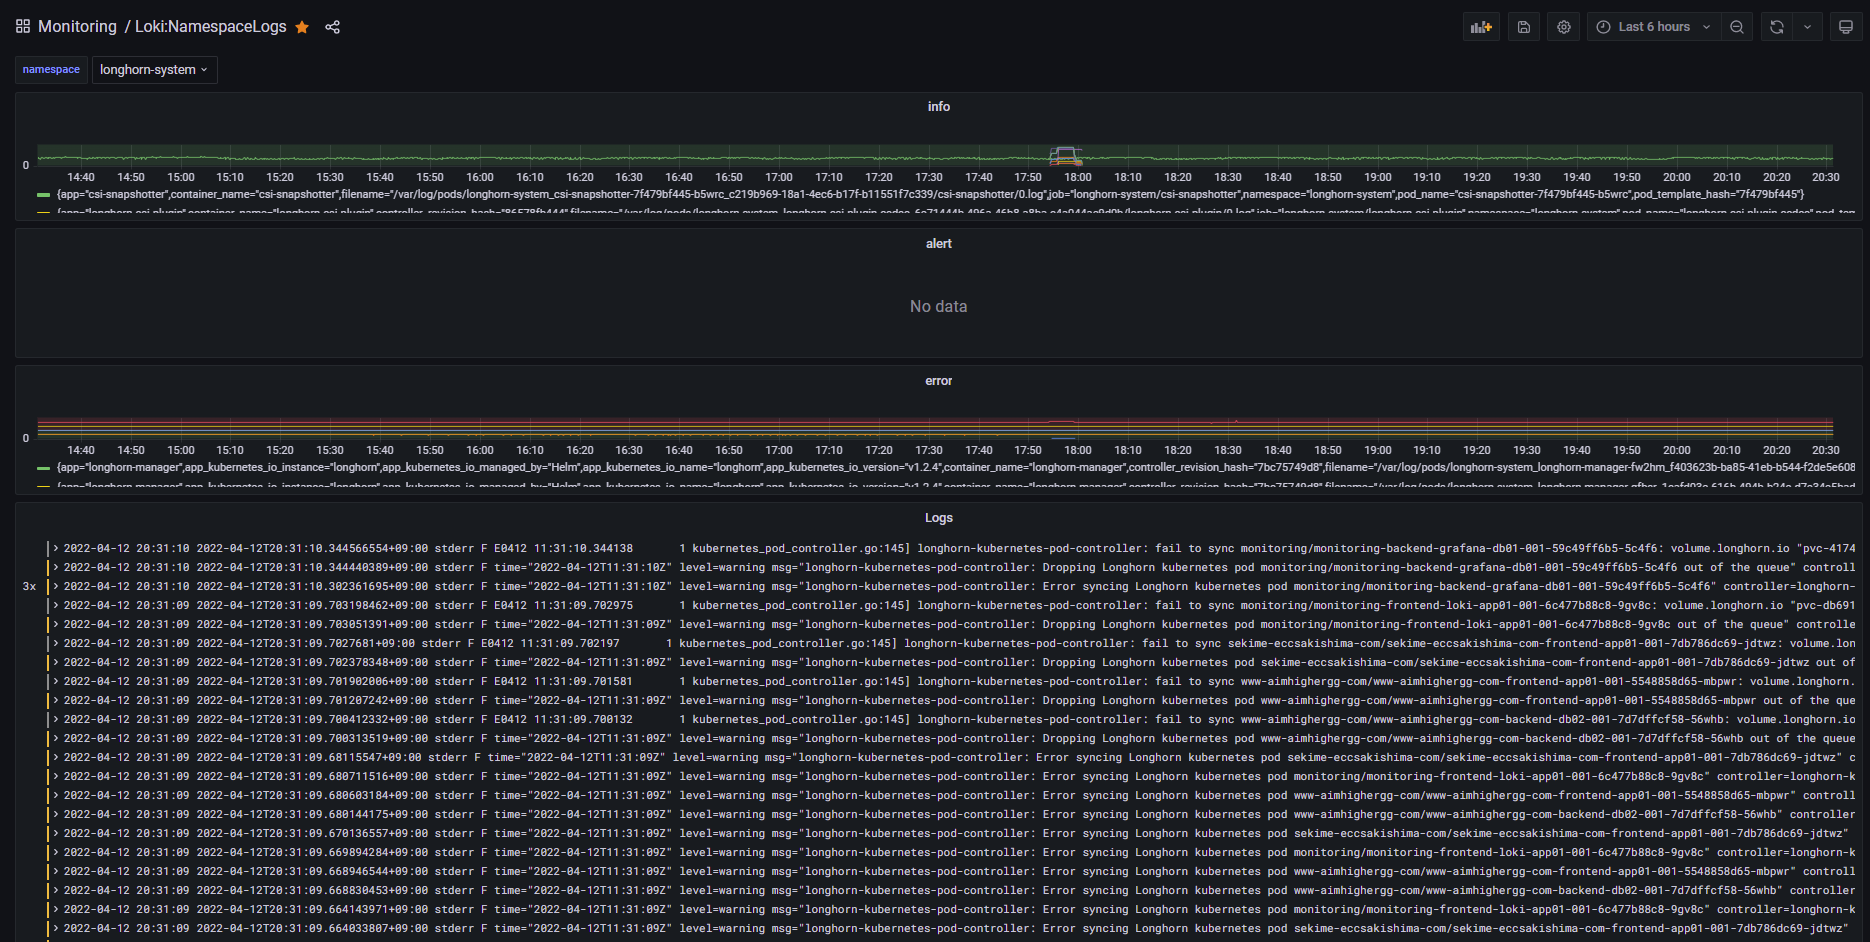 Monitoring / Loki:NamespaceLogs
Last 6 hours
namespace longhorn-system
info
0
14:40 14:50 15:00 15:10 15:20 15:30 15:40 15:50 16:00 16:10 16:20 16:30 16:40 16:50 17:00 17:10 17:20 17:30 17:40 17:50 18:00 18:10 18:20 18:30 18:40 18:50 19:00 19:10 19:20 19:30 19:40 19:50 20:00 20:10 20:20 20:30
{app="csi-snapshotter",container_name="csi-snapshotter",filename="/var/log/pods/longhorn-system_csi-snapshotter-7f479bf445-b5wrc_c219b969-18a1-4ec6-b17f-b11551f7c339/csi-snapshotter/0.log",job="longhorn-system/csi-snapshotter",namespace="longhorn-system",pod_name="csi-snapshotter-7f479bf445-b5wrc",pod_template_hash="7f479bf445"}
alert
No data
error
0
14:40 14:50 15:00 15:10 15:20 15:30 15:40 15:50 16:00 16:10 16:20 16:30 16:40 16:50 17:00 17:10 17:20 17:30 17:40 17:50 18:00 18:10 18:20 18:30 18:40 18:50 19:00 19:10 19:20 19:30 19:40 19:50 20:00 20:10 20:20 20:30
{app="longhorn-manager",app_kubernetes_io_instance="longhorn",app_kubernetes_io_managed_by="Helm",app_kubernetes_io_name="longhorn",app_kubernetes_io_version="v1.2.4",container_name="longhorn-manager",controller_revision_hash="7bc75749d8",filename="/var/log/pods/longhorn-system_longhorn-manager-fw2hm_f403623b-ba85-41eb-b544-f2de5e608
Logs
2022-04-12 20:31:10 2022-04-12T20:31:10.344566554+09:00 stderr F E0412 11:31:10.344138 1 kubernetes_pod_controller.go:145] longhorn-kubernetes-pod-controller: fail to sync monitoring/monitoring-backend-grafana-db01-001-59c49ff6b5-5c4f6: volume.longhorn.io "pvc-4174
2022-04-12 20:31:10 2022-04-12T20:31:10.344440389+09:00 stderr F time="2022-04-12T11:31:10Z" level=warning msg="longhorn-kubernetes-pod-controller: Dropping Longhorn kubernetes pod monitoring/monitoring-backend-grafana-db01-001-59c49ff6b5-5c4f6 out of the queue" controll
3x 2022-04-12 20:31:10 2022-04-12T20:31:10.302361695+09:00 stderr F time="2022-04-12T11:31:10Z" level=warning msg="longhorn-kubernetes-pod-controller: Error syncing Longhorn kubernetes pod monitoring/monitoring-backend-grafana-db01-001-59c49ff6b5-5c4f6" controller=longhorn-
2022-04-12 20:31:09 2022-04-12T20:31:09.703198462+09:00 stderr F E0412 11:31:09.702975 1 kubernetes_pod_controller.go:145] longhorn-kubernetes-pod-controller: fail to sync monitoring/monitoring-frontend-loki-app01-001-6c477b88c8-9gv8c: volume.longhorn.io "pvc-db691
2022-04-12 20:31:09 2022-04-12T20:31:09.703051391+09:00 stderr F time="2022-04-12T11:31:09Z" level=warning msg="longhorn-kubernetes-pod-controller: Dropping Longhorn kubernetes pod monitoring/monitoring-frontend-loki-app01-001-6c477b88c8-9gv8c out of the queue" controlle
2022-04-12 20:31:09 2022-04-12T20:31:09.7027681+09:00 stderr F E0412 11:31:09.702197 1 kubernetes_pod_controller.go:145] longhorn-kubernetes-pod-controller: fail to sync sekime-eccsakishima-com/sekime-eccsakishima-com-frontend-app01-001-7db786dc69-jdtwz: volume.lon
2022-04-12 20:31:09 2022-04-12T20:31:09.702378348+09:00 stderr F time="2022-04-12T11:31:09Z" level=warning msg="longhorn-kubernetes-pod-controller: Dropping Longhorn kubernetes pod sekime-eccsakishima-com/sekime-eccsakishima-com-frontend-app01-001-7db786dc69-jdtwz out of
2022-04-12 20:31:09 2022-04-12T20:31:09.701902006+09:00 stderr F E0412 11:31:09.701581 1 kubernetes_pod_controller.go:145] longhorn-kubernetes-pod-controller: fail to sync www-aimhighergg-com/www-aimhighergg-com-frontend-app01-001-5548858d65-mbpwr: volume.longhorn.
2022-04-12 20:31:09 2022-04-12T20:31:09.701207242+09:00 stderr F time="2022-04-12T11:31:09Z" level=warning msg="longhorn-kubernetes-pod-controller: Dropping Longhorn kubernetes pod www-aimhighergg-com/www-aimhighergg-com-frontend-app01-001-5548858d65-mbpwr out of the que
2022-04-12 20:31:09 2022-04-12T20:31:09.700412332+09:00 stderr F E0412 11:31:09.700132 1 kubernetes_pod_controller.go:145] longhorn-kubernetes-pod-controller: fail to sync www-aimhighergg-com/www-aimhighergg-com-backend-db02-001-7d7dffcf58-56whb: volume.longhorn.io
2022-04-12 20:31:09 2022-04-12T20:31:09.700313519+09:00 stderr F time="2022-04-12T11:31:09Z" level=warning msg="longhorn-kubernetes-pod-controller: Dropping Longhorn kubernetes pod www-aimhighergg-com/www-aimhighergg-com-backend-db02-001-7d7dffcf58-56whb out of the queue
2022-04-12 20:31:09 2022-04-12T20:31:09.68115547+09:00 stderr F time="2022-04-12T11:31:09Z" level=warning msg="longhorn-kubernetes-pod-controller: Error syncing Longhorn kubernetes pod sekime-eccsakishima-com/sekime-eccsakishima-com-frontend-app01-001-7db786dc69-jdtwz" c
2022-04-12 20:31:09 2022-04-12T20:31:09.680711516+09:00 stderr F time="2022-04-12T11:31:09Z" level=warning msg="longhorn-kubernetes-pod-controller: Error syncing Longhorn kubernetes pod monitoring/monitoring-frontend-loki-app01-001-6c477b88c8-9gv8c" controller=longhorn-k
2022-04-12 20:31:09 2022-04-12T20:31:09.680603184+09:00 stderr F time="2022-04-12T11:31:09Z" level=warning msg="longhorn-kubernetes-pod-controller: Error syncing Longhorn kubernetes pod www-aimhighergg-com/www-aimhighergg-com-frontend-app01-001-5548858d65-mbpwr" controll
2022-04-12 20:31:09 2022-04-12T20:31:09.680144175+09:00 stderr F time="2022-04-12T11:31:09Z" level=warning msg="longhorn-kubernetes-pod-controller: Error syncing Longhorn kubernetes pod www-aimhighergg-com/www-aimhighergg-com-backend-db02-001-7d7dffcf58-56whb" controller
2022-04-12 20:31:09 2022-04-12T20:31:09.670136557+09:00 stderr F time="2022-04-12T11:31:09Z" level=warning msg="longhorn-kubernetes-pod-controller: Error syncing Longhorn kubernetes pod sekime-eccsakishima-com/sekime-eccsakishima-com-frontend-app01-001-7db786dc69-jdtwz"
2022-04-12 20:31:09 2022-04-12T20:31:09.669894284+09:00 stderr F time="2022-04-12T11:31:09Z" level=warning msg="longhorn-kubernetes-pod-controller: Error syncing Longhorn kubernetes pod monitoring/monitoring-frontend-loki-app01-001-6c477b88c8-9gv8c" controller=longhorn-k
2022-04-12 20:31:09 2022-04-12T20:31:09.668946544+09:00 stderr F time="2022-04-12T11:31:09Z" level=warning msg="longhorn-kubernetes-pod-controller: Error syncing Longhorn kubernetes pod www-aimhighergg-com/www-aimhighergg-com-frontend-app01-001-5548858d65-mbpwr" controll
2022-04-12 20:31:09 2022-04-12T20:31:09.668830453+09:00 stderr F time="2022-04-12T11:31:09Z" level=warning msg="longhorn-kubernetes-pod-controller: Error syncing Longhorn kubernetes pod www-aimhighergg-com/www-aimhighergg-com-backend-db02-001-7d7dffcf58-56whb" controller
2022-04-12 20:31:09 2022-04-12T20:31:09.664143971+09:00 stderr F time="2022-04-12T11:31:09Z" level=warning msg="longhorn-kubernetes-pod-controller: Error syncing Longhorn kubernetes pod monitoring/monitoring-frontend-loki-app01-001-6c477b88c8-9gv8c" controller=longhorn-k
2022-04-12 20:31:09 2022-04-12T20:31:09.664033807+09:00 stderr F time="2022-04-12T11:31:09Z" level=warning msg="longhorn-kubernetes-pod-controller: Error syncing Longhorn kubernetes pod sekime-eccsakishima-com/sekime-eccsakishima-com-frontend-app01-001-7db786dc69-jdtwz"